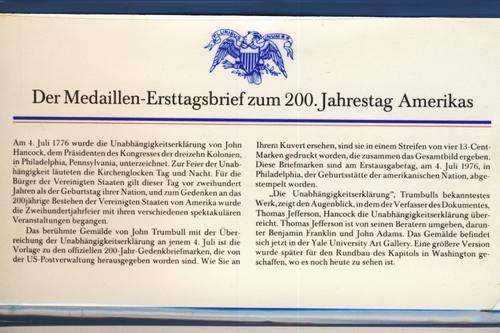 PLURIBUS UNUM
Der Medaillen-Ersttagsbrief zum 200. Jahrestag Amerikas
Am 4. Juli 1776 wurde die Unabhängigkeitserklärung von John
Hancock, dem Präsidenten des Kongresses der dreizehn Kolonien,
in Philadelphia, Pennsylvania, unterzeichnet. Zur Feier der Unab-
hängigkeit läuteten die Kirchenglocken Tag und Nacht. Für die
Bürger der Vereinigten Staaten gilt dieser Tag vor zweihundert
Jahren als der Geburtstag ihrer Nation, und zum Gedenken an das
200jährige Bestehen der Vereinigten Staaten von Amerika wurde
die Zweihundertjahrfeier mit ihren verschiedenen spektakulären
Veranstaltungen begangen.
Das berühmte Gemälde von John Trumbull mit der Über-
reichung der Unabhängigkeitserklärung an jenem 4. Juli ist die
Vorlage zu den offiziellen 200-Jahr-Gedenkbriefmarken, die von
der US-Postverwaltung herausgegeben worden sind. Wie Sie an
Ihrem Kuvert ersehen, sind sie in einem Streifen von vier 13-Cent-
Marken gedruckt worden, die zusammen das Gesamtbild ergeben.
Diese Briefmarken sind am Erstausgabetag, am 4. Juli 1976, in
Philadelphia, der Geburtsstätte der amerikanischen Nation, abge-
stempelt worden.
„Die Unabhängigkeitserklärung”, Trumbulls bekanntestes
Werk, zeigt den Augenblick, in dem der Verfasser des Dokumentes,
Thomas Jefferson, Hancock die Unabhängigkeitserklärung über-
reicht. Thomas Jefferson ist von seinen Beratern umgeben, darun-
ter Benjamin Franklin und John Adams. Das Gemälde befindet
sich jetzt in der Yale University Art Gallery. Eine größere Version
wurde später für den Rundbau des Kapitols in Washington ge-
schaffen, wo es noch heute zu sehen ist.